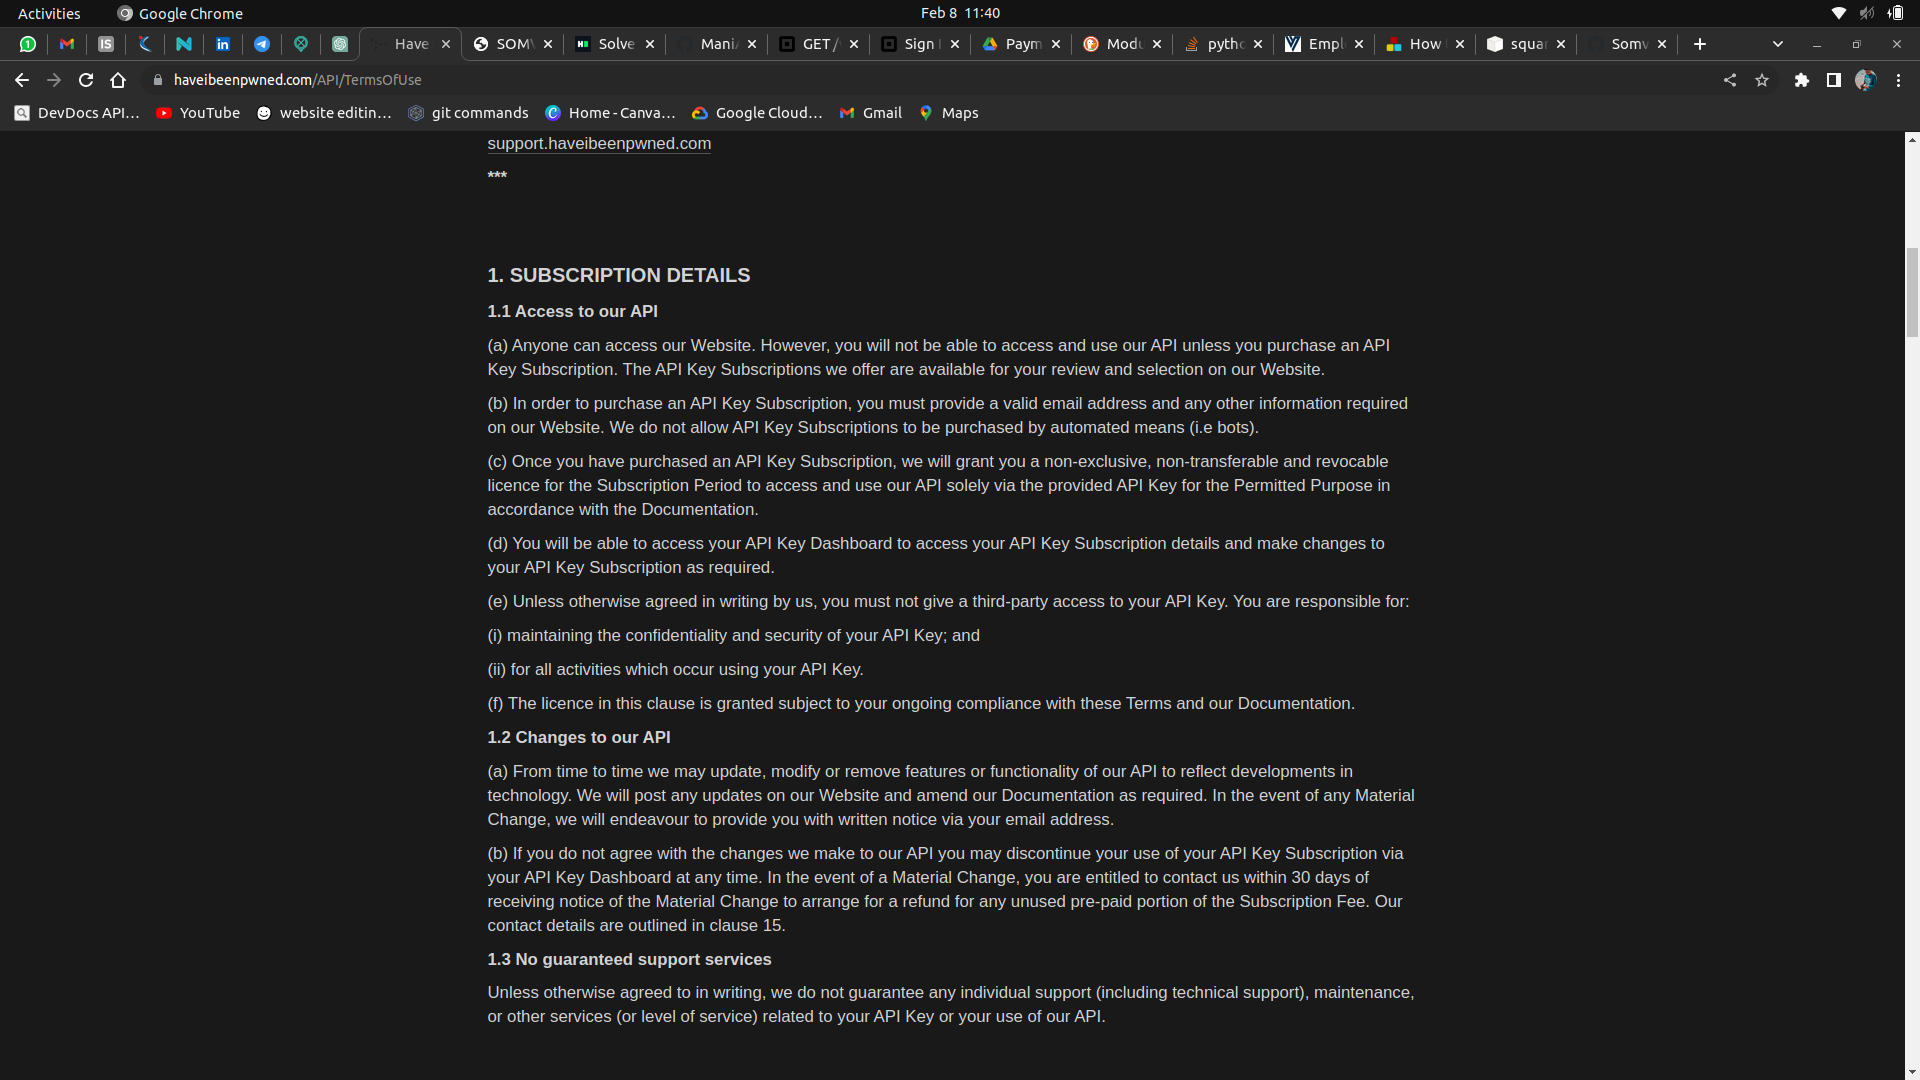 Activities
Google Chrome
Feb 8 11:40
Have
SOM
Solve
Mani
GET /
Sign
Paym
Modu
pytho
Empl
How
squar
Somv
haveibeenpwned.com/API/TermsOfUse
DevDocs API...
YouTube
website editin...
git commands
Home - Canva...
Google Cloud...
Gmail
Maps
support.haveibeenpwned.com
***
1. SUBSCRIPTION DETAILS
1.1 Access to our API
(a) Anyone can access our Website. However, you will not be able to access and use our API unless you purchase an API
Key Subscription. The API Key Subscriptions we offer are available for your review and selection on our Website.
(b) In order to purchase an API Key Subscription, you must provide a valid email address and any other information required
on our Website. We do not allow API Key Subscriptions to be purchased by automated means (i.e bots).
(c) Once you have purchased an API Key Subscription, we will grant you a non-exclusive, non-transferable and revocable
licence for the Subscription Period to access and use our API solely via the provided API Key for the Permitted Purpose in
accordance with the Documentation.
(d) You will be able to access your API Key Dashboard to access your API Key Subscription details and make changes to
your API Key Subscription as required.
(e) Unless otherwise agreed in writing by us, you must not give a third-party access to your API Key. You are responsible for:
(i) maintaining the confidentiality and security of your API Key; and
(ii) for all activities which occur using your API Key.
(f) The licence in this clause is granted subject to your ongoing compliance with these Terms and our Documentation.
1.2 Changes to our API
(a) From time to time we may update, modify or remove features or functionality of our API to reflect developments in
technology. We will post any updates on our Website and amend our Documentation as required. In the event of any Material
Change, we will endeavour to provide you with written notice via your email address.
(b) If you do not agree with the changes we make to our API you may discontinue your use of your API Key Subscription via
your API Key Dashboard at any time. In the event of a Material Change, you are entitled to contact us within 30 days of
receiving notice of the Material Change to arrange for a refund for any unused pre-paid portion of the Subscription Fee. Our
contact details are outlined in clause 15.
1.3 No guaranteed support services
Unless otherwise agreed to in writing, we do not guarantee any individual support (including technical support), maintenance,
or other services (or level of service) related to your API Key or your use of our API.